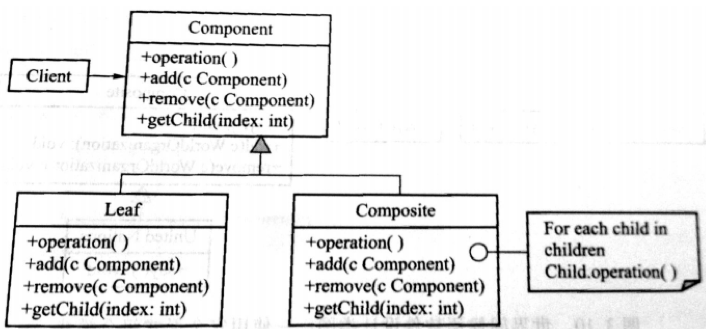 Component
+operation( )
+add(c Component)
+remove(c Component)
+getChild(index: int)
Client
Leaf
+operation( )
+add(c Component)
+remove(c Component)
+getChild(index: int)
Composite
+operation( )
+add(c Component)
+remove(c Component)
+getChild(index: int)
For each child in
children
Child.operation( )